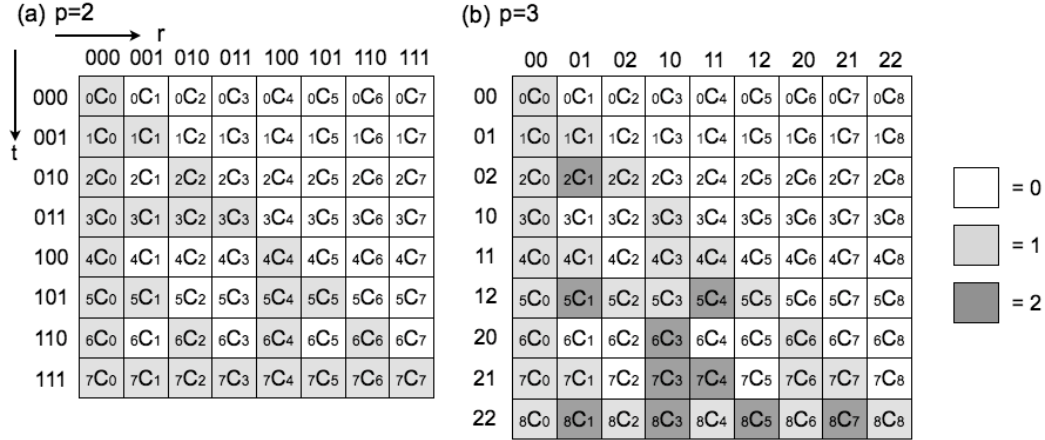 (a) p=2
r
000 001 010 011 100 101 110 111
000 0C0 0C1 0C2 0C3 0C4 0C5 0C6 0C7
001 1C0 1C1 1C2 1C3 1C4 1C5 1C6 1C7
t
010 2C0 2C1 2C2 2C3 2C4 2C5 2C6 2C7
011 3C0 3C1 3C2 3C3 3C4 3C5 3C6 3C7
100 4C0 4C1 4C2 4C3 4C4 4C5 4C6 4C7
101 5C0 5C1 5C2 5C3 5C4 5C5 5C6 5C7
110 6C0 6C1 6C2 6C3 6C4 6C5 6C6 6C7
111 7C0 7C1 7C2 7C3 7C4 7C5 7C6 7C7
(b) p=3
00 01 02 10 11 12 20 21 22
00 0C0 0C1 0C2 0C3 0C4 0C5 0C6 0C7 0C8
01 1C0 1C1 1C2 1C3 1C4 1C5 1C6 1C7 1C8
02 2C0 2C1 2C2 2C3 2C4 2C5 2C6 2C7 2C8
10 3C0 3C1 3C2 3C3 3C4 3C5 3C6 3C7 3C8
11 4C0 4C1 4C2 4C3 4C4 4C5 4C6 4C7 4C8
12 5C0 5C1 5C2 5C3 5C4 5C5 5C6 5C7 5C8
20 6C0 6C1 6C2 6C3 6C4 6C5 6C6 6C7 6C8
21 7C0 7C1 7C2 7C3 7C4 7C5 7C6 7C7 7C8
22 8C0 8C1 8C2 8C3 8C4 8C5 8C6 8C7 8C8
= 0
= 1
= 2